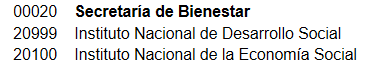 00020 Secretaría de Bienestar
20999 Instituto Nacional de Desarrollo Social
20100 Instituto Nacional de la Economía Social